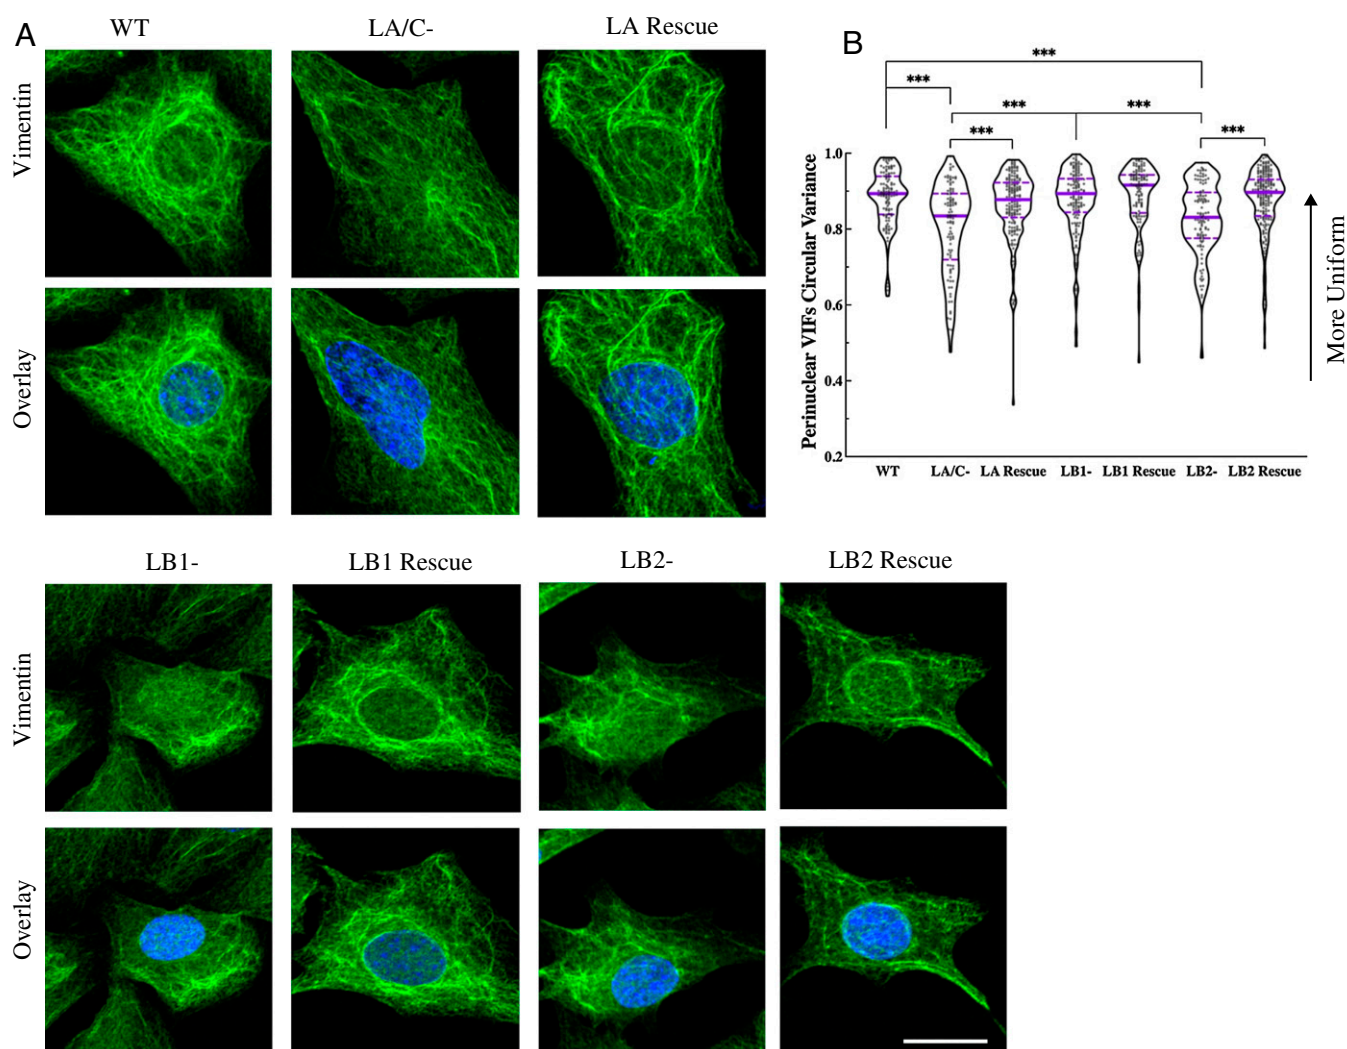 A
WT
LA/C-
LA Rescue
Vimentin
Overlay
B
***
***
***
***
***
***
Perinuclear VIFs Circular Variance
1.0
0.8
0.6
0.4
0.2
WT
LA/C-
LA Rescue
LB1-
LB1 Rescue
LB2-
LB2 Rescue
More Uniform
LB1-
LB1 Rescue
LB2-
LB2 Rescue
Vimentin
Overlay